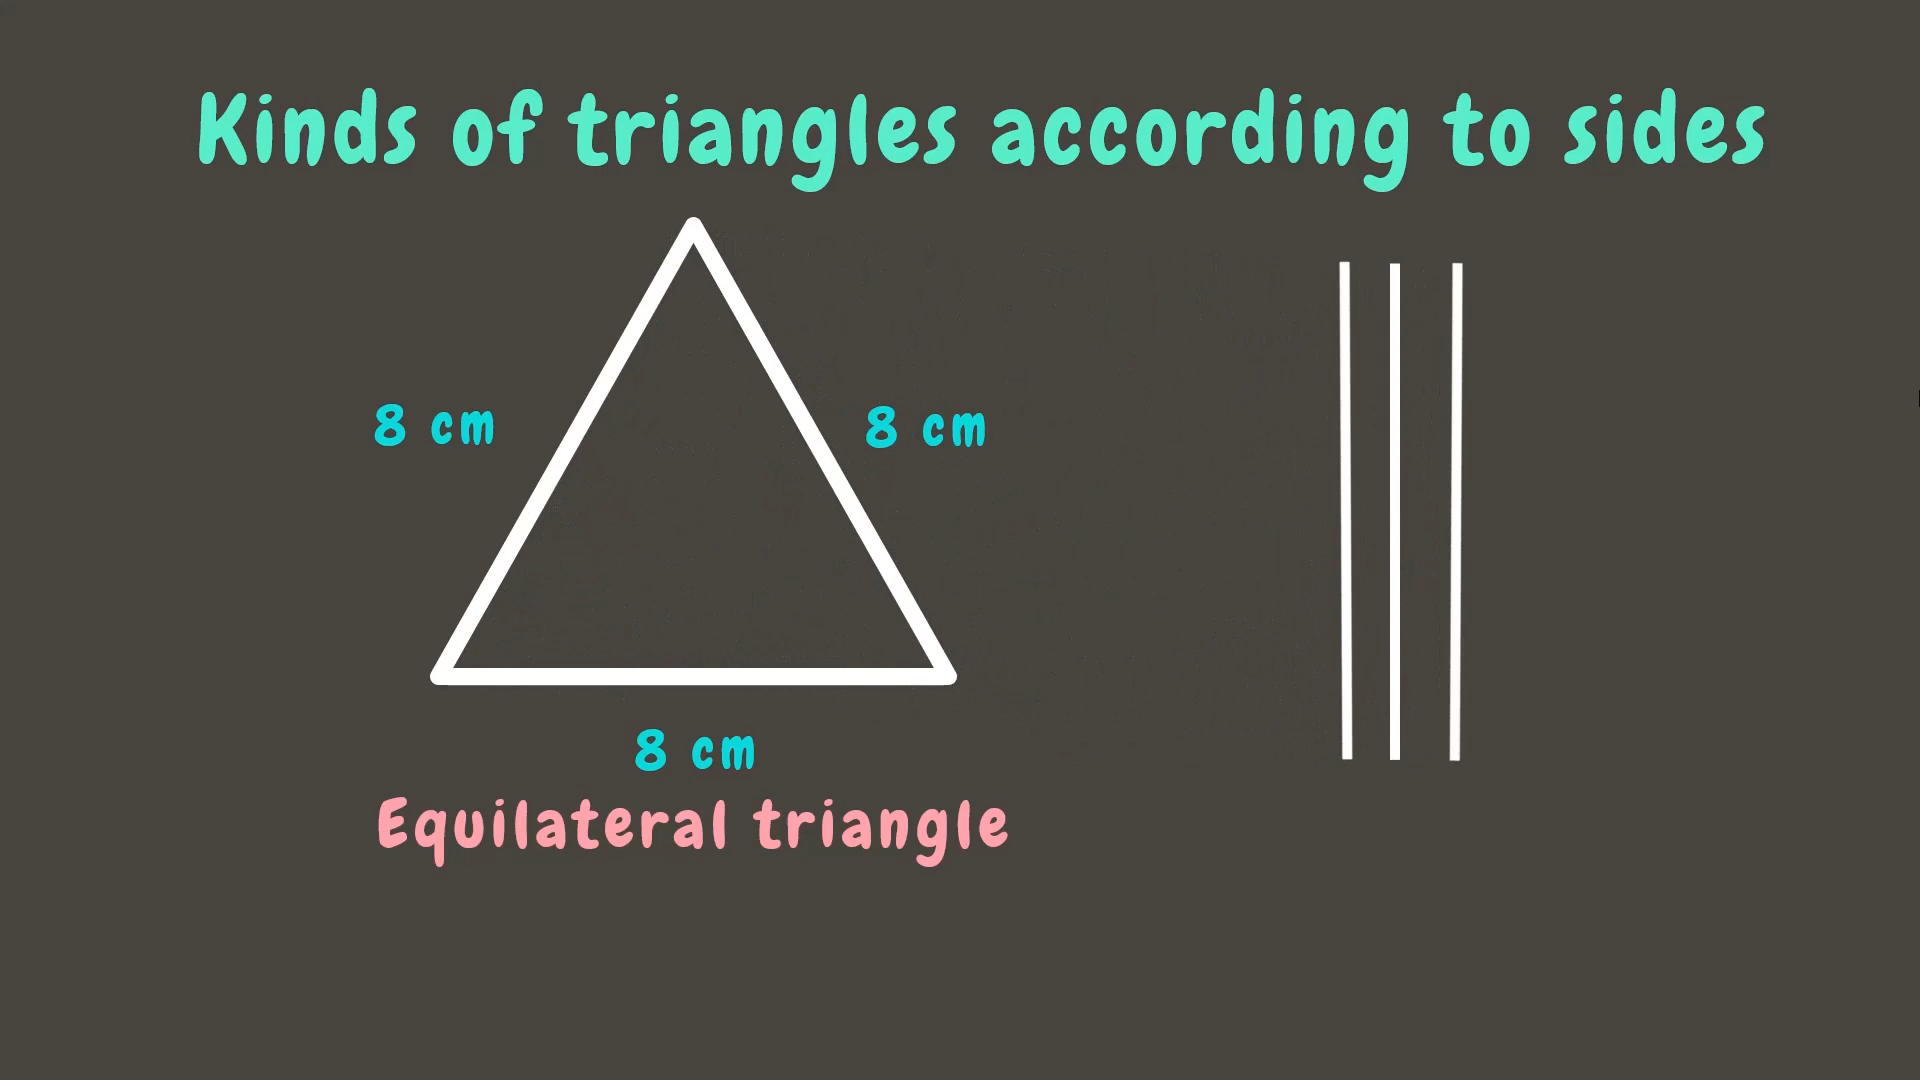 Kinds of triangles according to sides
8 cm
8 cm
8 cm
Equilateral triangle